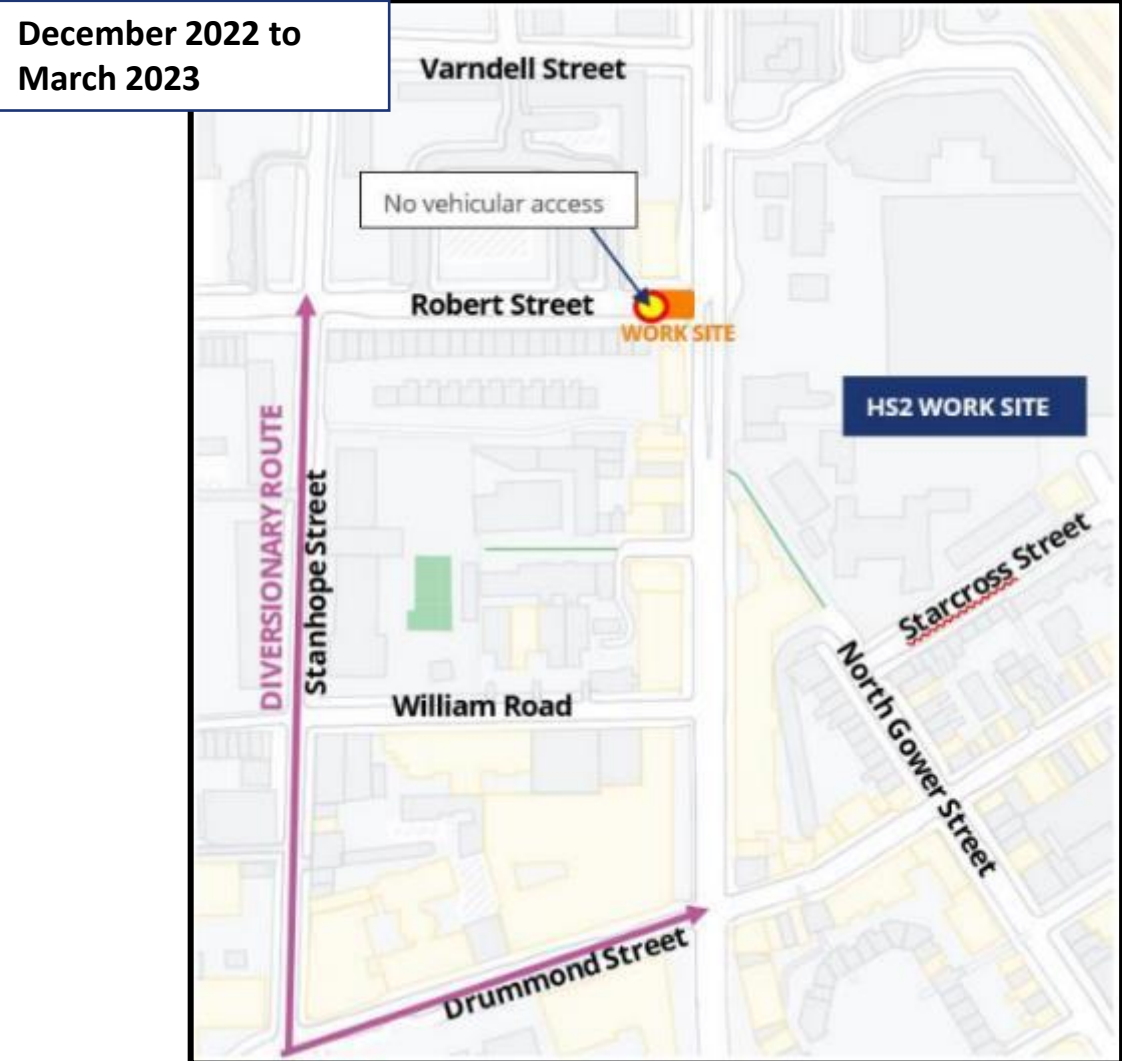 December 2022 to
March 2023
Varndell Street
No vehicular access
Robert Street
WORK SITE
HS2 WORK SITE
DIVERSIONARY ROUTE
Stanhope Street
Starcross Street
William Road
North Gower Street
Drummond Street